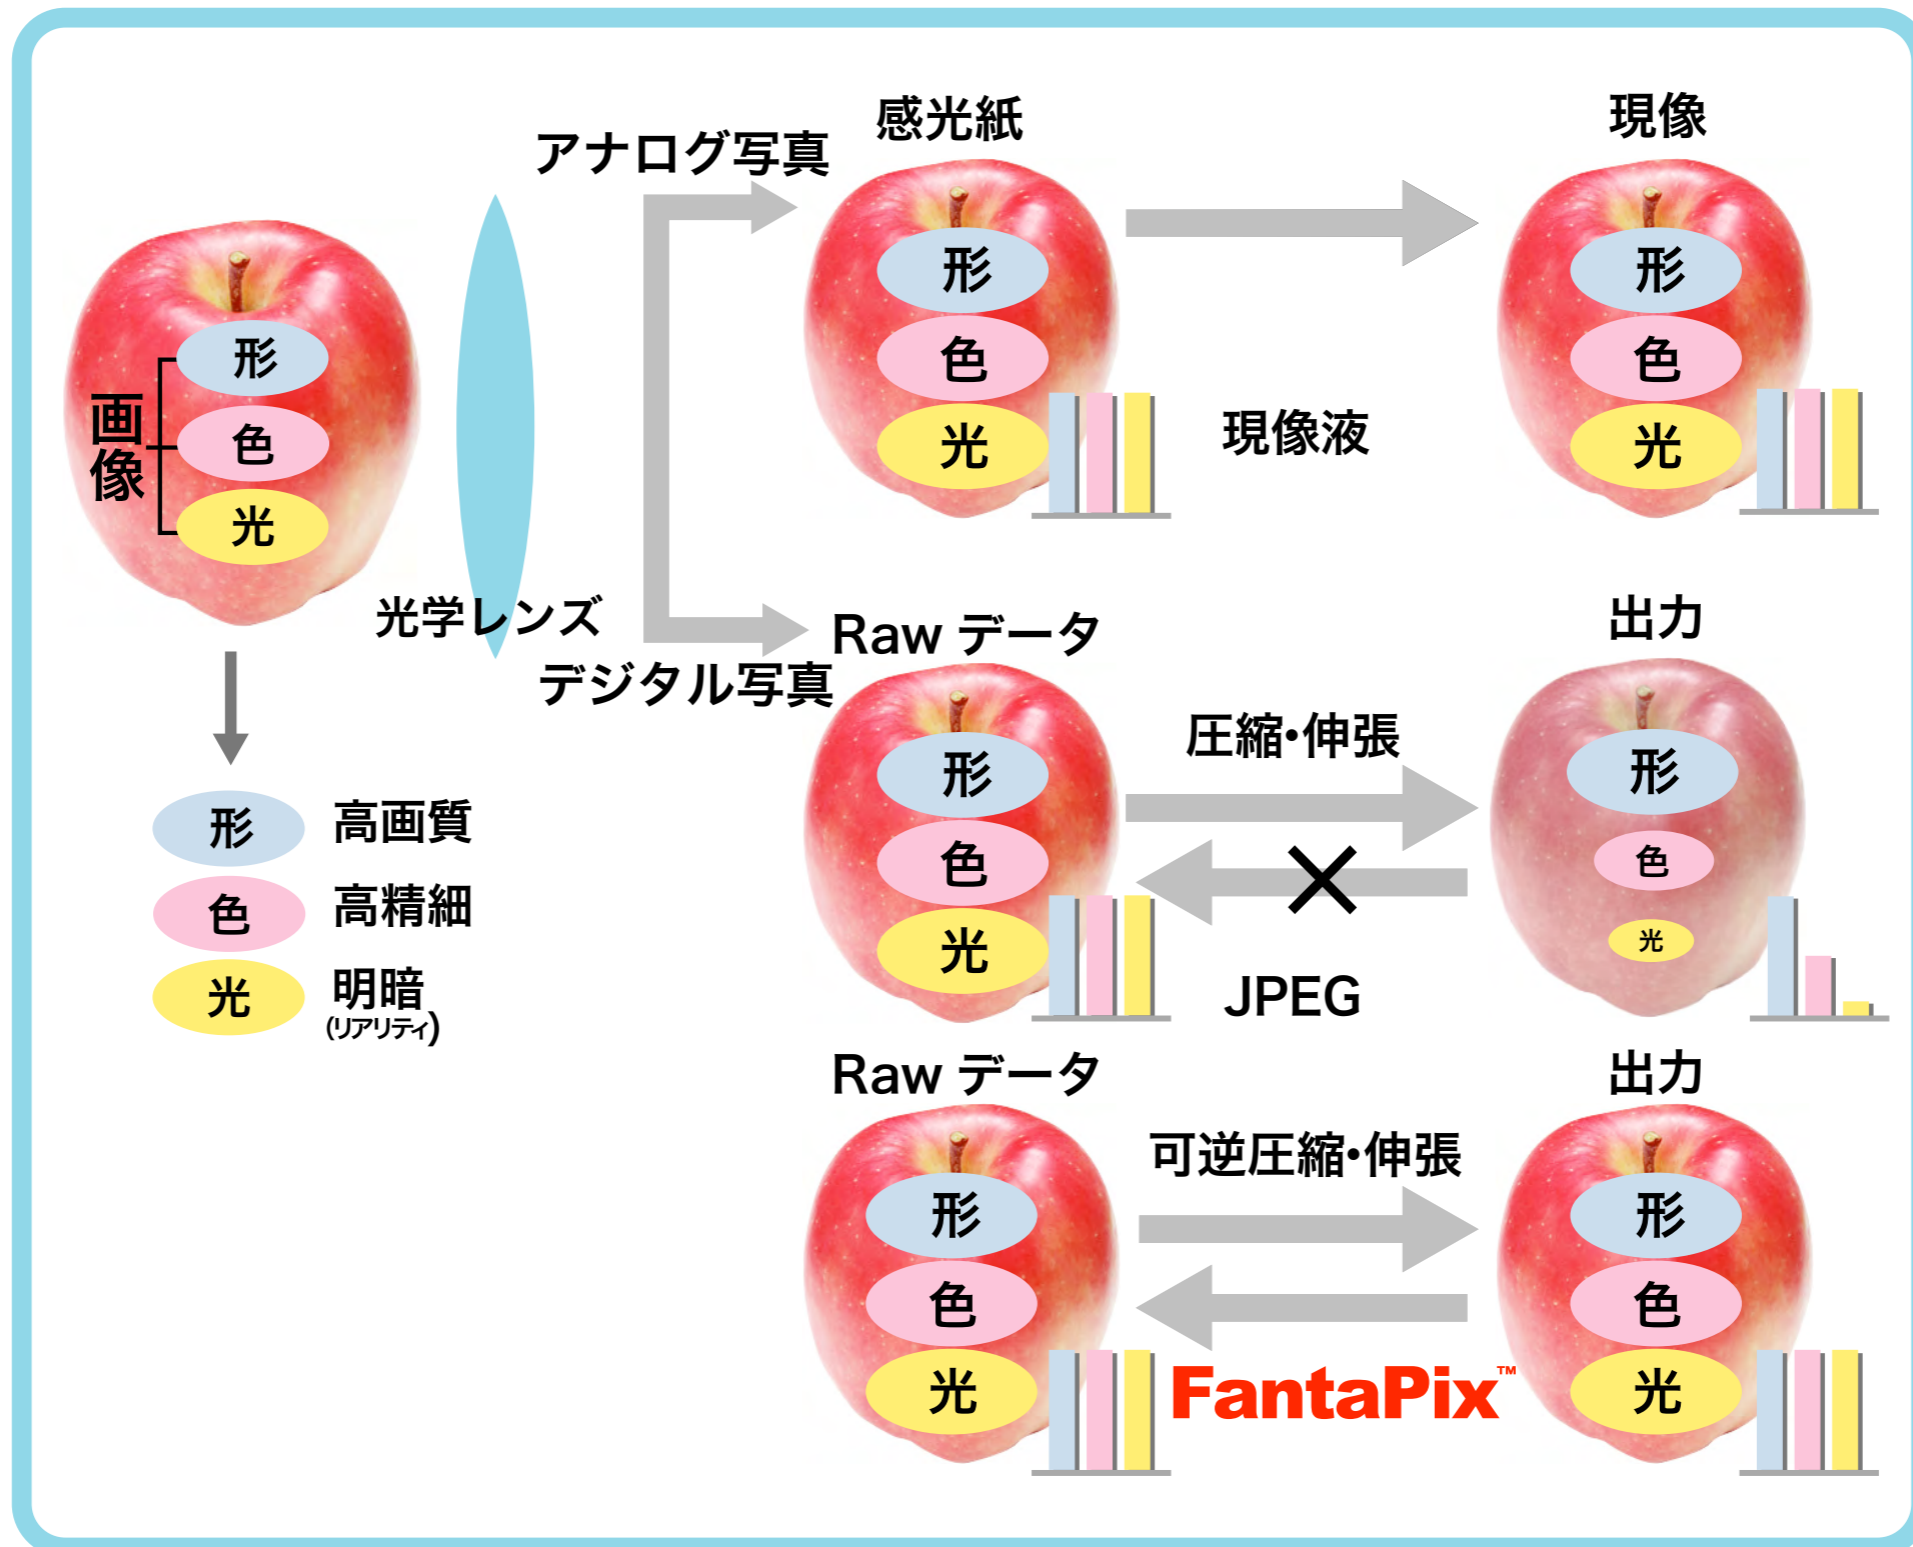 画像
形
色
光
光学レンズ
形 高画質
色 高精細
光 明暗
(リアリティ)
アナログ写真
デジタル写真
感光紙
形
色
光
現像液
現像
形
色
光
Raw データ
形
色
光
圧縮・伸張
JPEG
出力
形
色
光
Raw データ
形
色
光
可逆圧縮・伸張
FantaPix™
出力
形
色
光